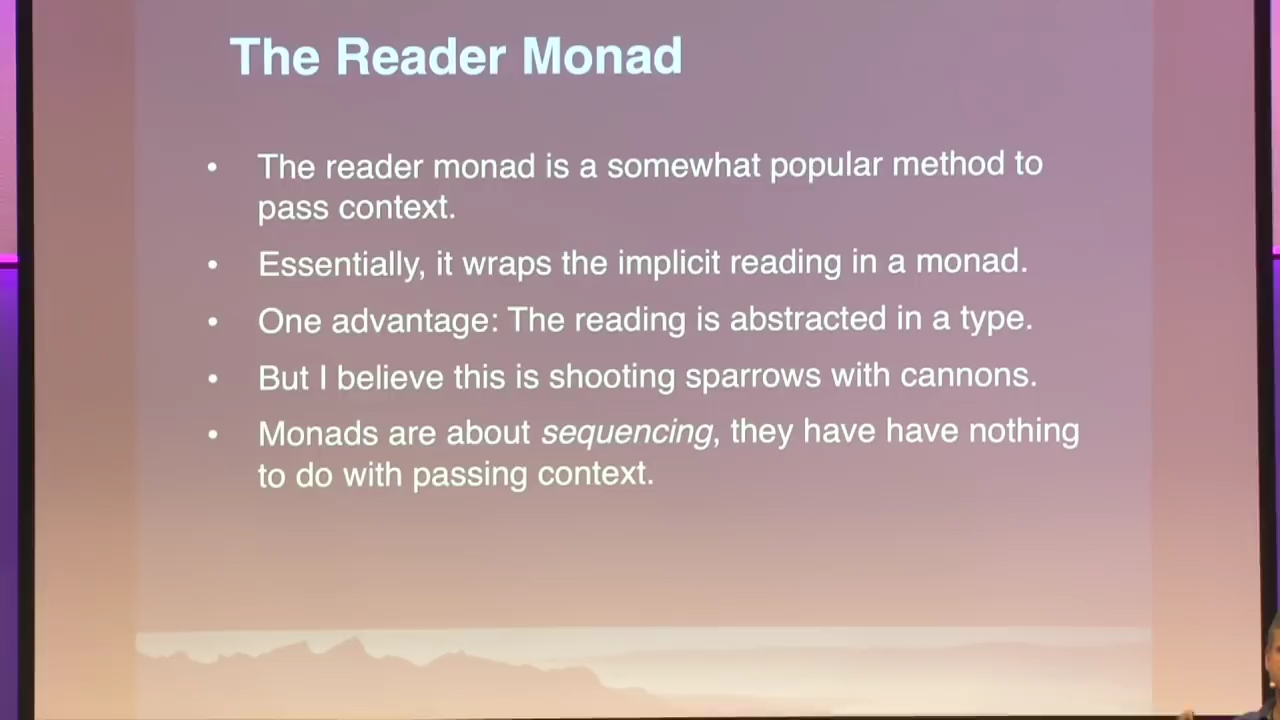 The Reader Monad
• The reader monad is a somewhat popular method to
pass context.
• Essentially, it wraps the implicit reading in a monad.
• One advantage: The reading is abstracted in a type.
• But I believe this is shooting sparrows with cannons.
• Monads are about sequencing, they have have nothing
to do with passing context.